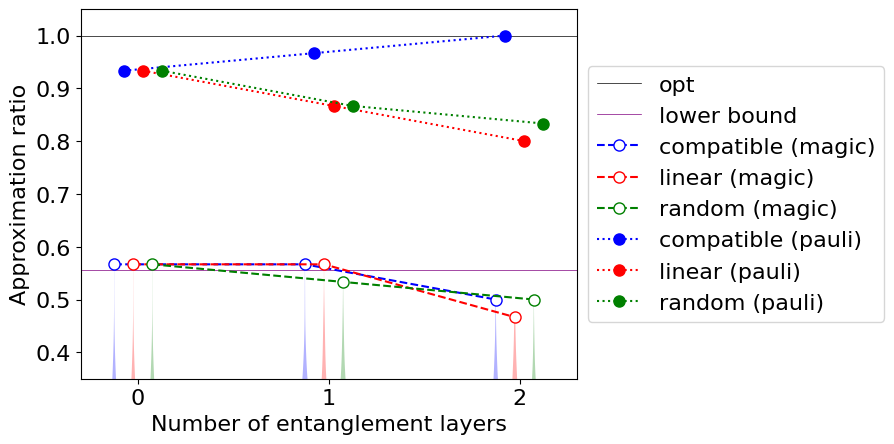 Approximation ratio
1.0
0.9
0.8
0.7
0.6
0.5
0.4
0 1 2
Number of entanglement layers
opt
lower bound
compatible (magic)
linear (magic)
random (magic)
compatible (pauli)
linear (pauli)
random (pauli)